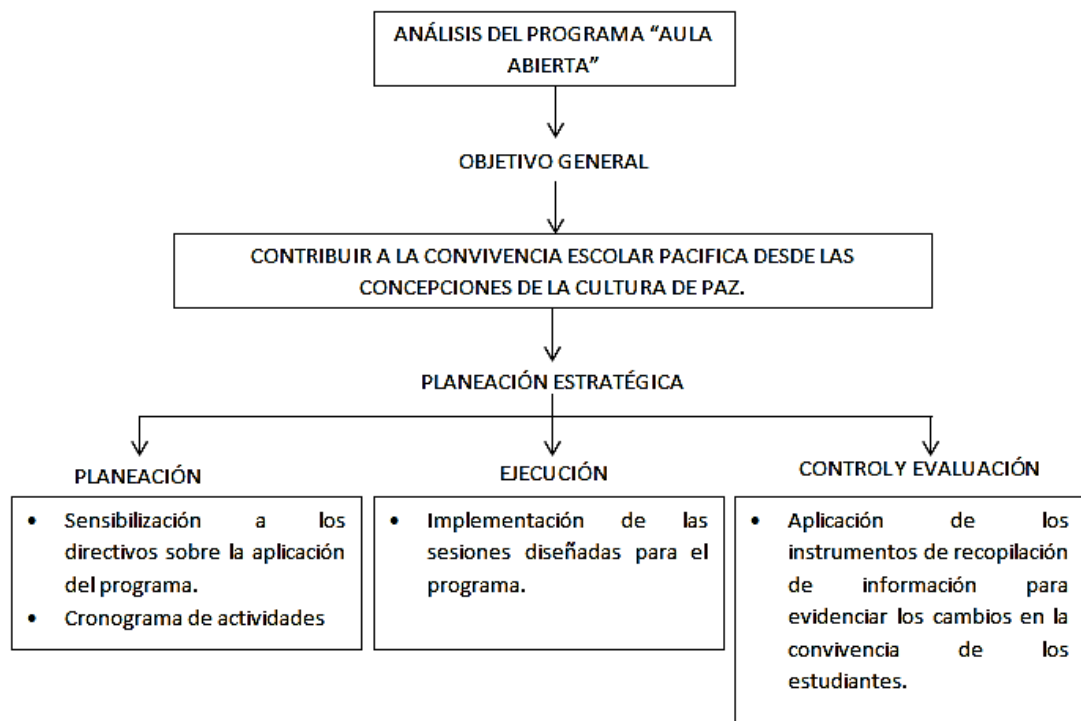 ANÁLISIS DEL PROGRAMA “AULA
ABIERTA”
OBJETIVO GENERAL
CONTRIBUIR A LA CONVIVENCIA ESCOLAR PACIFICA DESDE LAS
CONCEPCIONES DE LA CULTURA DE PAZ.
PLANEACIÓN ESTRATÉGICA
PLANEACIÓN
• Sensibilización a los
directivos sobre la aplicación
del programa.
• Cronograma de actividades
EJECUCIÓN
• Implementación de las
sesiones diseñadas para el
programa.
CONTROL Y EVALUACIÓN
• Aplicación de los
instrumentos de recopilación
de información para
evidenciar los cambios en la
convivencia de los
estudiantes.